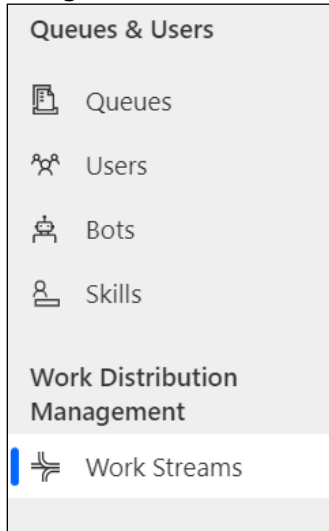 Queues & Users
Queues
Users
Bots
Skills
Work Distribution
Management
Work Streams